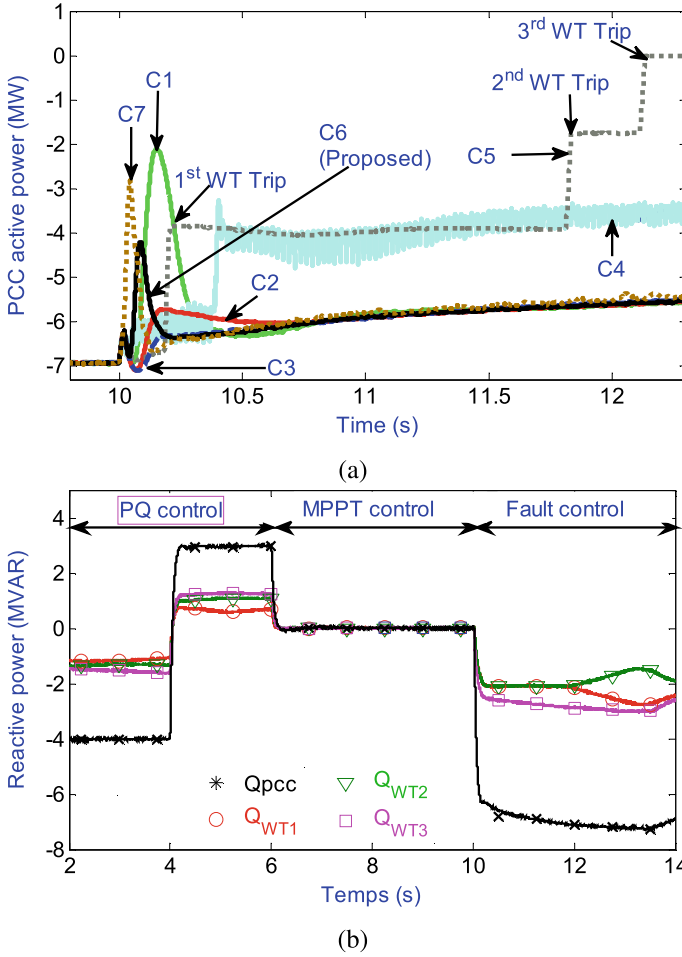 1
0
-1
-2
-3
-4
-5
-6
-7
PCC active power (MW)
3rd WT Trip
2nd WT Trip
C1
C7
C6
(Proposed)
C5
1st WT Trip
C4
C2
C3
10
10.5
11
11.5
12
Time (s)
(a)
PQ control
MPPT control
Fault control
4
2
0
-2
-4
-6
-8
Reactive power (MVAR)
Qpcc
QWT2
QWT1
QWT3
2
4
6
8
10
12
14
Temps (s)
(b)